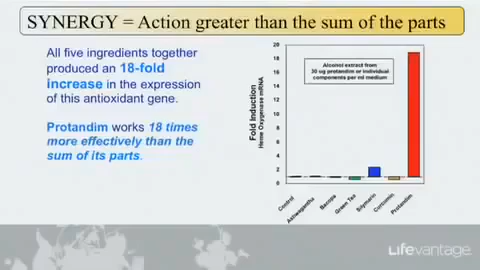 SYNERGY = Action greater than the sum of the parts
All five ingredients together
produced an 18-fold
increase in the expression
of this antioxidant gene.
Protandim works 18 times
more effectively than the
sum of its parts.
Fold Induction
Heme Oxygenase mRNA
20
18
16
14
12
10
8
6
4
2
0
Alcohol extract from
30 ug protandim or individual
components per ml medium
Control
Ashwagantha
Bacopa
Green Tea
Silymarin
Curcumin
Protandim
Lifevantage